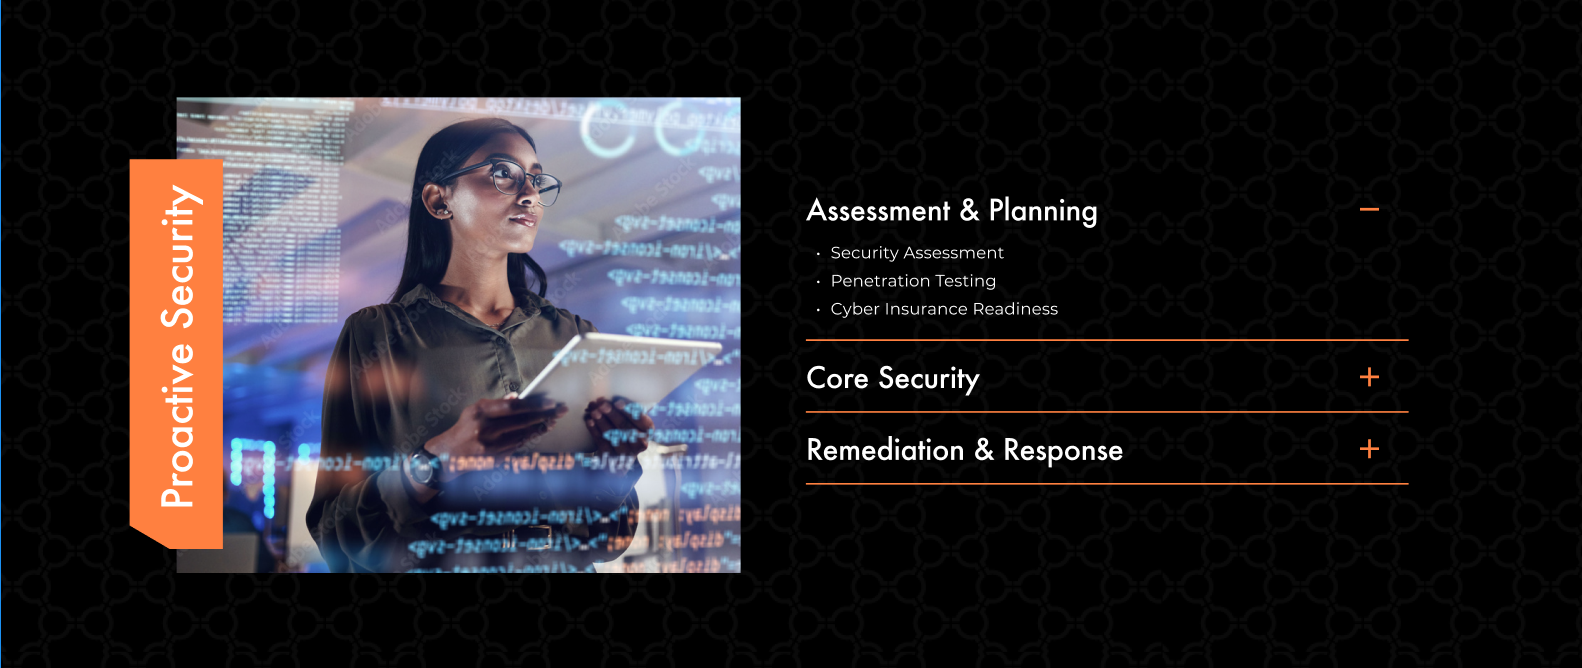 Proactive Security
Assessment & Planning
• Security Assessment
• Penetration Testing
• Cyber Insurance Readiness
Core Security
Remediation & Response